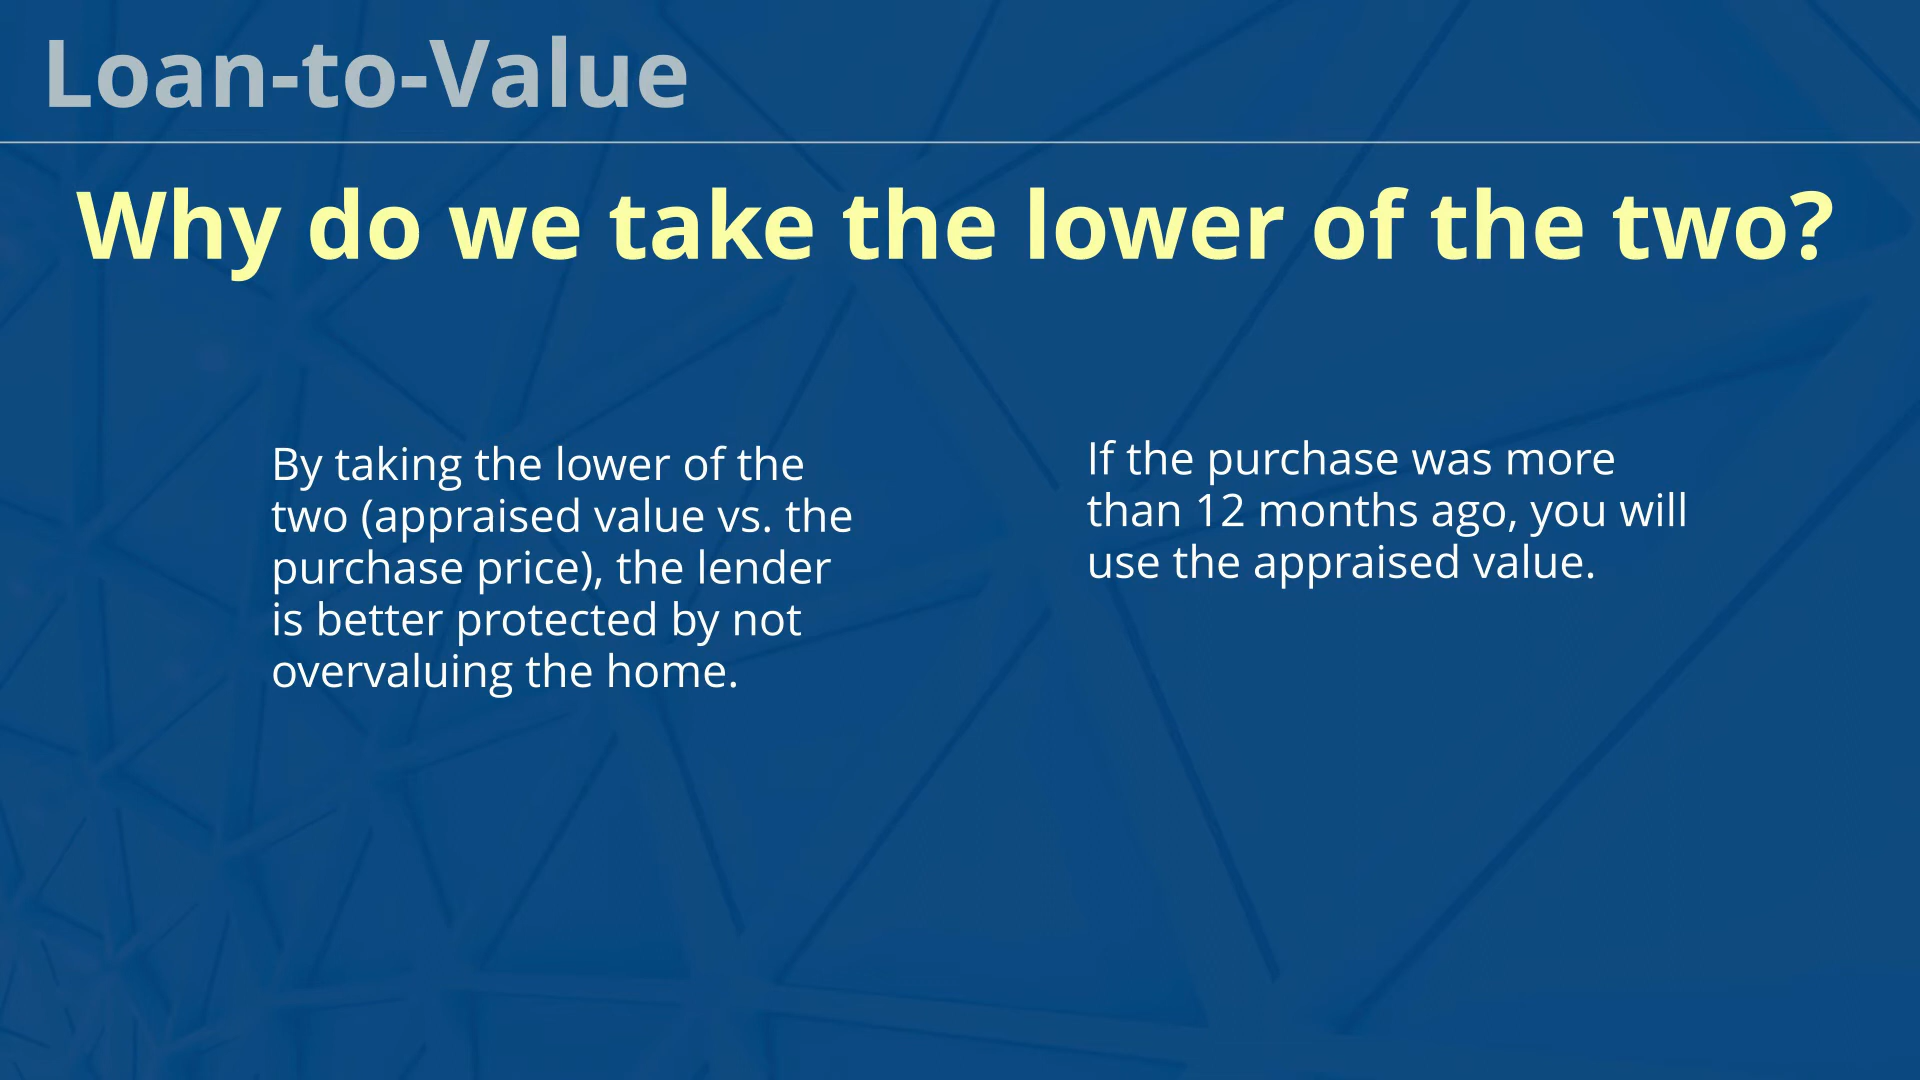 Loan-to-Value
Why do we take the lower of the two?
By taking the lower of the
two (appraised value vs. the
purchase price), the lender
is better protected by not
overvaluing the home.
If the purchase was more
than 12 months ago, you will
use the appraised value.